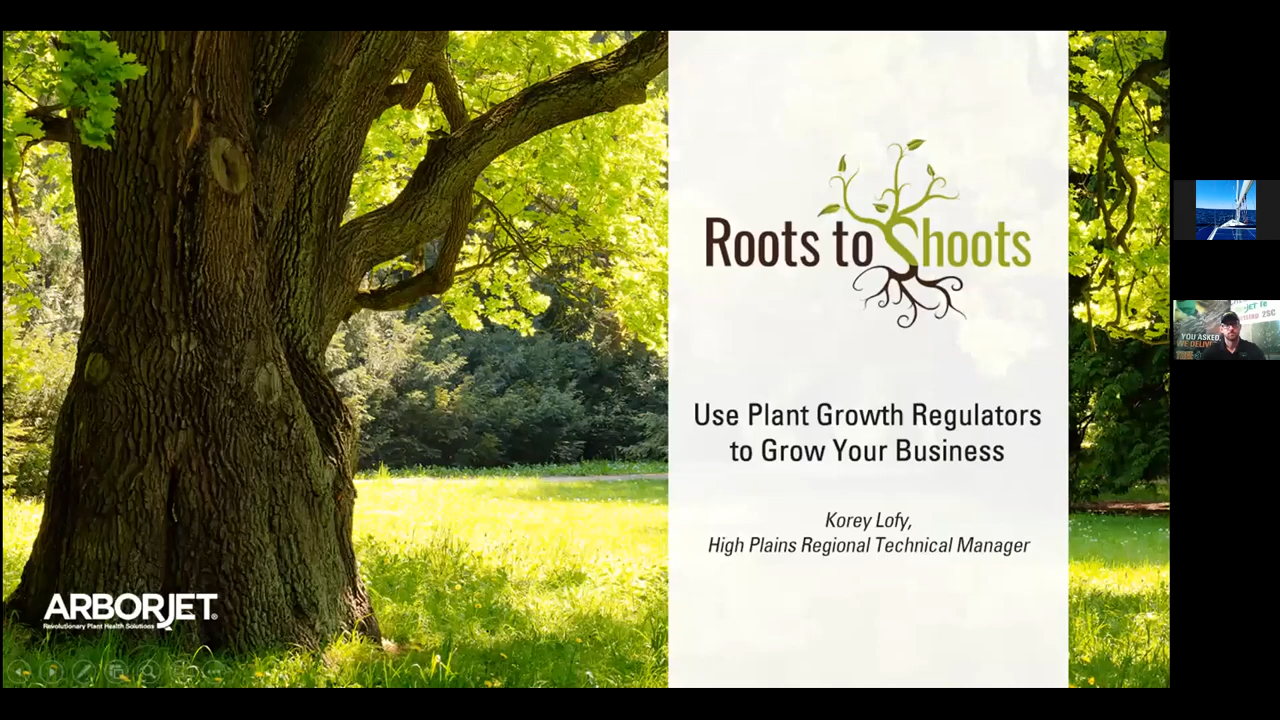 Roots to Shoots
Use Plant Growth Regulators
to Grow Your Business
Korey Lofy,
High Plains Regional Technical Manager
ARBORJET®
Revolutionary Plant Health Solutions
YOU ASKED,
WE DELIV